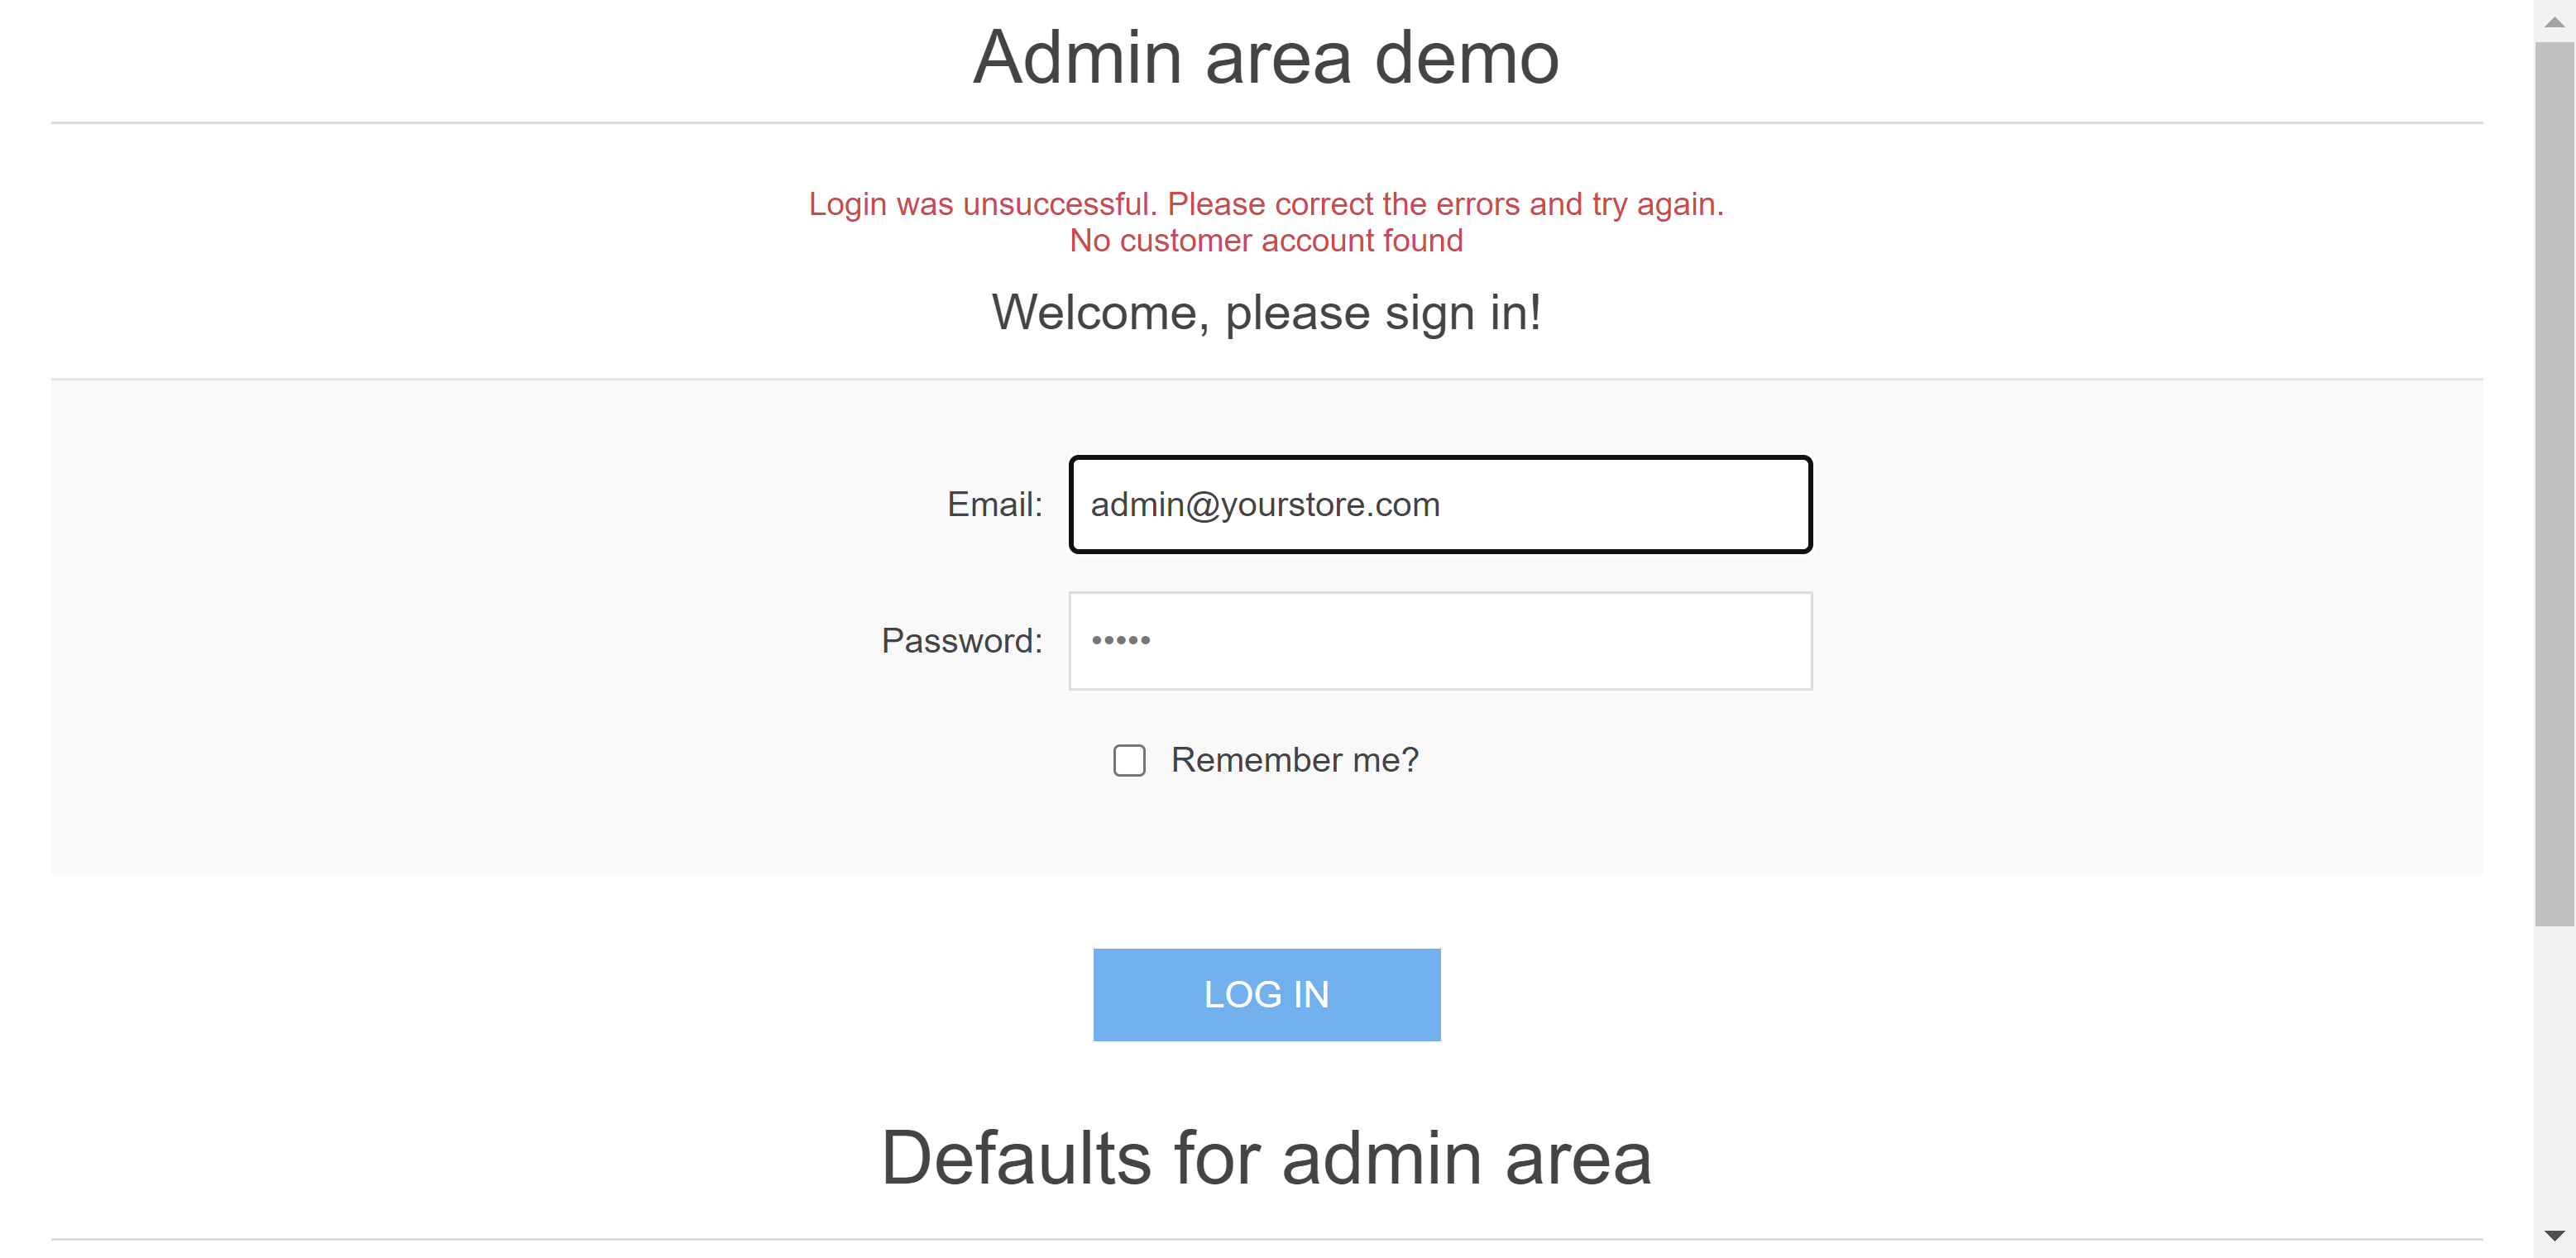 Admin area demo
Login was unsuccessful. Please correct the errors and try again.
No customer account found
Welcome, please sign in!
Email: admin@yourstore.com
Password: •••••
Remember me?
LOG IN
Defaults for admin area